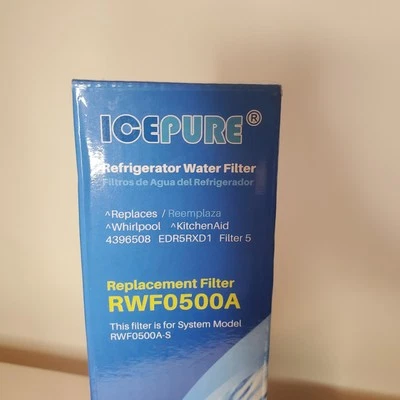 ICEPURE®
Refrigerator Water Filter
Filtros de Agua del Refrigerador
^Replaces / Reemplaza
^Whirlpool ^KitchenAid
4396508 EDR5RXD1 Filter 5
Replacement Filter
RWF0500A
This filter is for System Model
RWF0500A-S